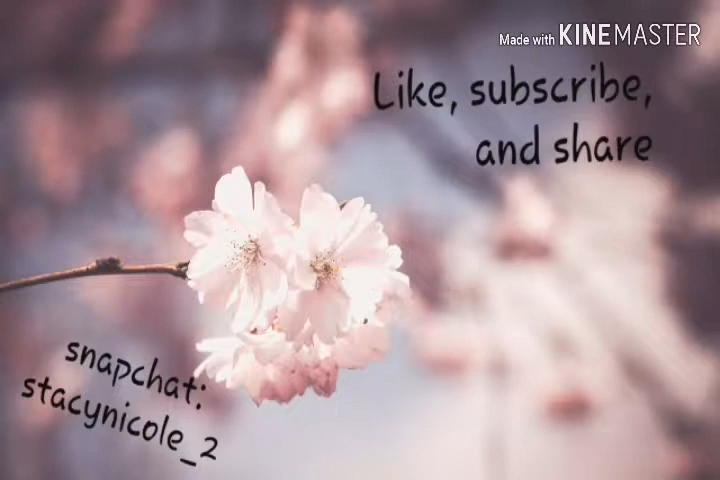 Made with KINEMASTER
Like, subscribe,
and share
snapchat:
stacynicole_2